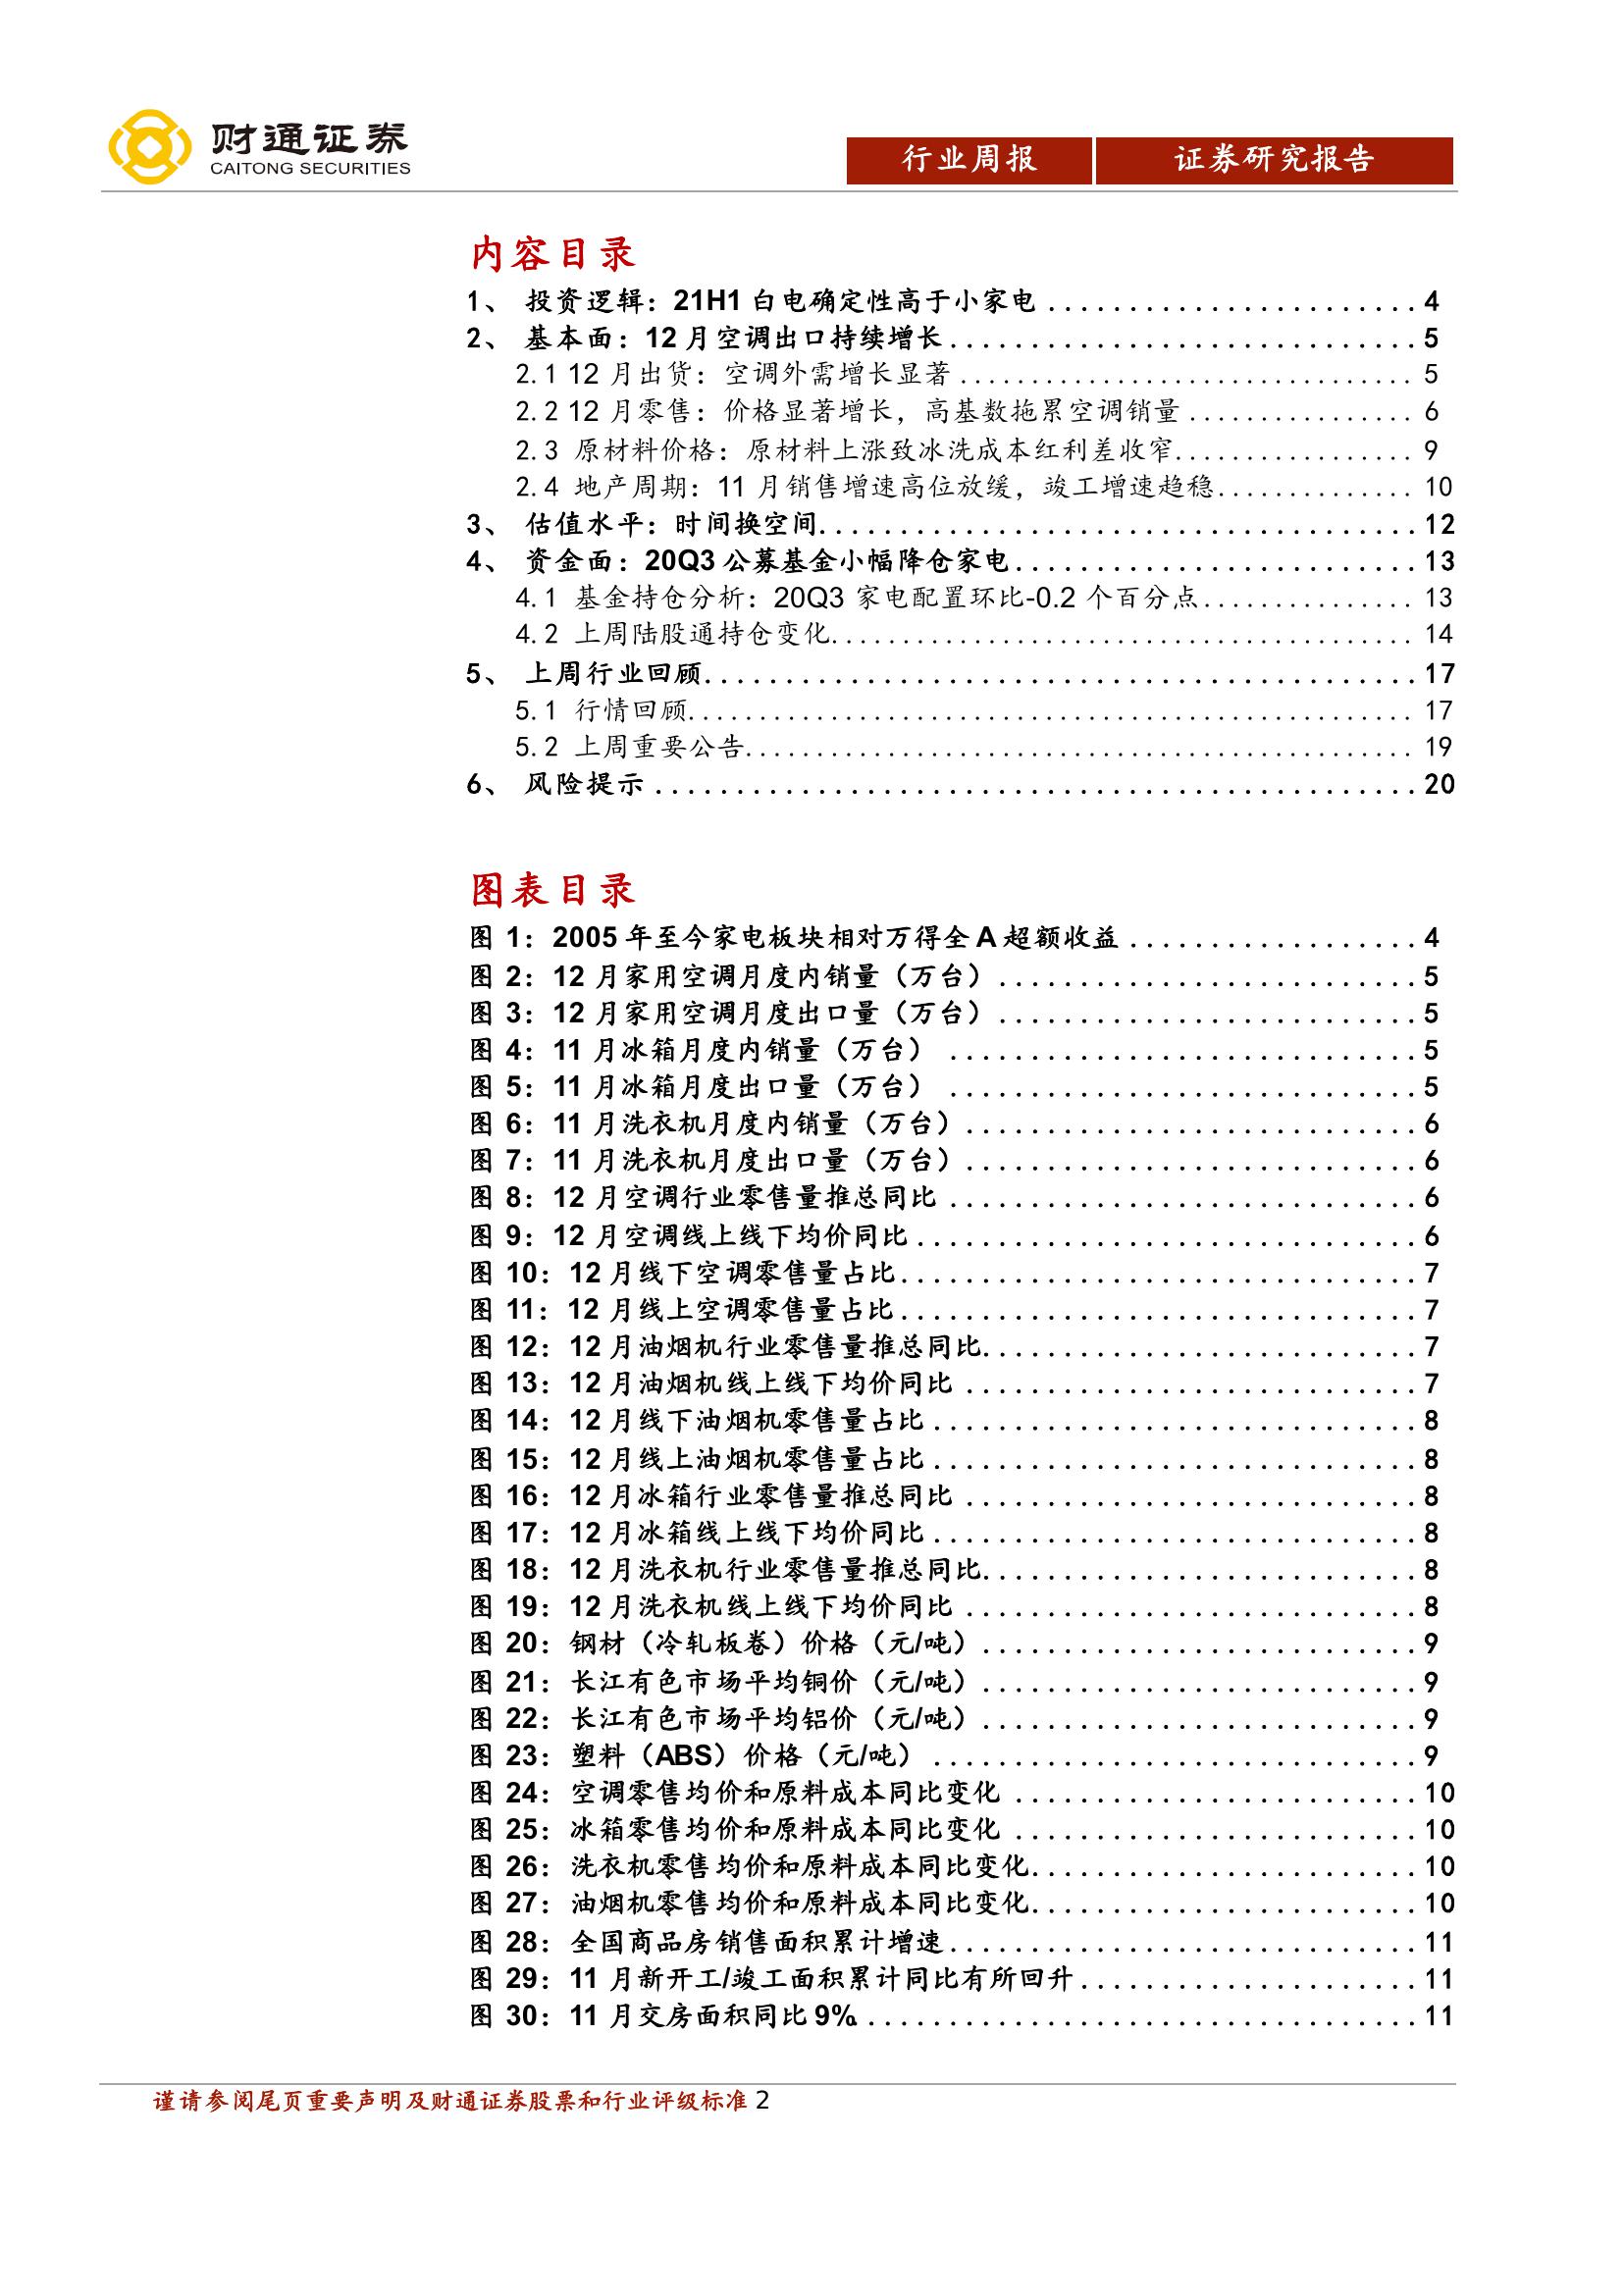 财通证券
CAITONG SECURITIES
行业周报 证券研究报告
内容目录
1、 投资逻辑：21H1 白电确定性高于小家电 ....................... 4
2、 基本面：12 月空调出口持续增长 ............................. 5
2.1 12 月出货：空调外需增长显著 ................................ 5
2.2 12 月零售：价格显著增长，高基数拖累空调销量 ................ 6
2.3 原材料价格：原材料上涨致冰洗成本红利差收窄 ................. 9
2.4 地产周期：11 月销售增速高位放缓，竣工增速趋稳 .............. 10
3、 估值水平：时间换空间 ..................................... 12
4、 资金面：20Q3 公募基金小幅降仓家电 ......................... 13
4.1 基金持仓分析：20Q3 家电配置环比-0.2 个百分点 ............... 13
4.2 上周陆股通持仓变化 ......................................... 14
5、 上周行业回顾 ............................................. 17
5.1 行情回顾 ................................................... 17
5.2 上周重要公告 ............................................... 19
6、 风险提示 ................................................. 20
图表目录
图 1：2005 年至今家电板块相对万得全 A 超额收益 .................. 4
图 2：12 月家用空调月度内销量（万台） .......................... 5
图 3：12 月家用空调月度出口量（万台） .......................... 5
图 4：11 月冰箱月度内销量（万台） ............................. 5
图 5：11 月冰箱月度出口量（万台） ............................. 5
图 6：11 月洗衣机月度内销量（万台） ............................ 6
图 7：11 月洗衣机月度出口量（万台） ............................ 6
图 8：12 月空调行业零售量推总同比 ............................. 6
图 9：12 月空调线上线下均价同比 ............................... 6
图 10：12 月线下空调零售量占比 ................................ 7
图 11：12 月线上空调零售量占比 ................................ 7
图 12：12 月油烟机行业零售量推总同比 ........................... 7
图 13：12 月油烟机线上线下均价同比 ............................ 7
图 14：12 月线下油烟机零售量占比 .............................. 8
图 15：12 月线上油烟机零售量占比 .............................. 8
图 16：12 月冰箱行业零售量推总同比 ............................ 8
图 17：12 月冰箱线上线下均价同比 .............................. 8
图 18：12 月洗衣机行业零售量推总同比 ........................... 8
图 19：12 月洗衣机线上线下均价同比 ............................ 8
图 20：钢材（冷轧板卷）价格（元/吨） ........................... 9
图 21：长江有色市场平均铜价（元/吨） ........................... 9
图 22：长江有色市场平均铝价（元/吨） ........................... 9
图 23：塑料（ABS）价格（元/吨） .............................. 9
图 24：空调零售均价和原料成本同比变化 ......................... 10
图 25：冰箱零售均价和原料成本同比变化 ......................... 10
图 26：洗衣机零售均价和原料成本同比变化 ........................ 10
图 27：油烟机零售均价和原料成本同比变化 ........................ 10
图 28：全国商品房销售面积累计增速 ............................. 11
图 29：11 月新开工/竣工面积累计同比有所回升 ..................... 11
图 30：11 月交房面积同比 9% .................................. 11
谨请参阅尾页重要声明及财通证券股票和行业评级标准 2